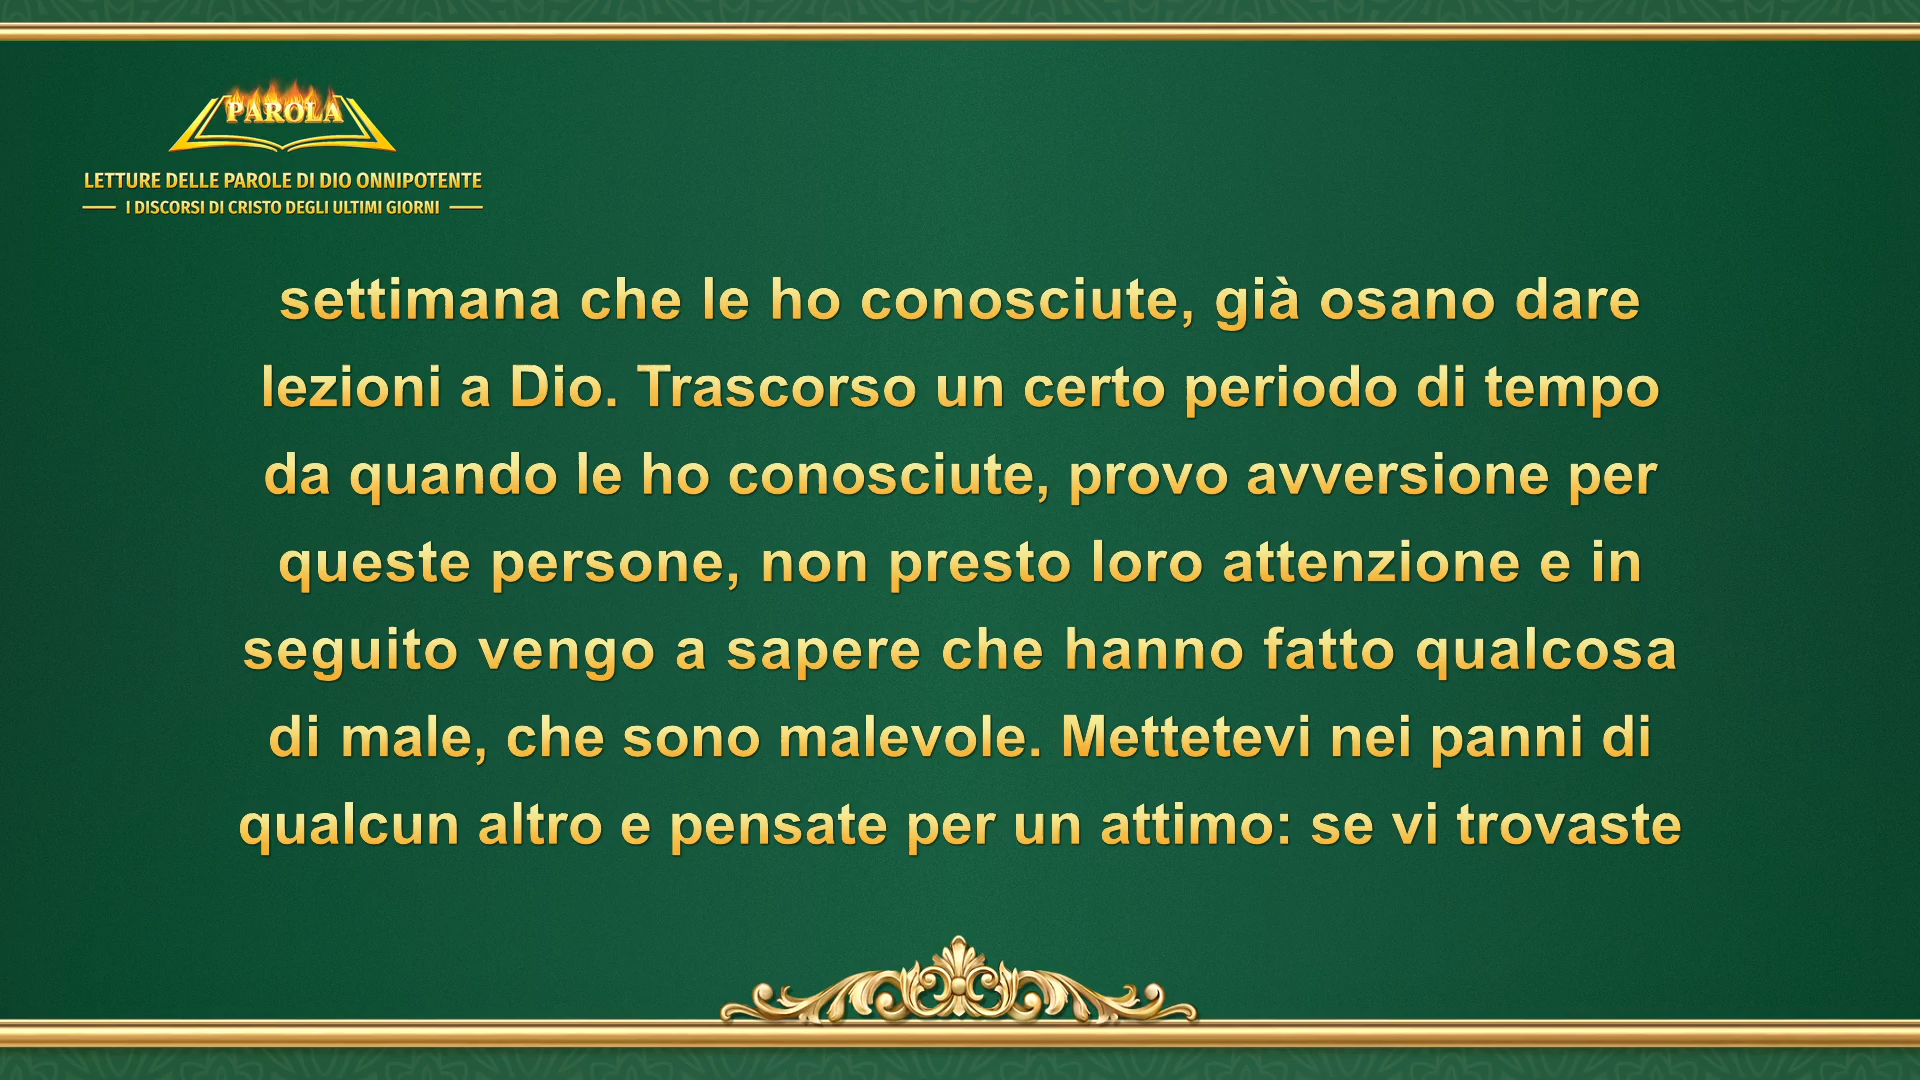 PAROLA
LETTURE DELLE PAROLE DI DIO ONNIPOTENTE
I DISCORSI DI CRISTO DEGLI ULTIMI GIORNI
settimana che le ho conosciute, già osano dare
lezioni a Dio. Trascorso un certo periodo di tempo
da quando le ho conosciute, provo avversione per
queste persone, non presto loro attenzione e in
seguito vengo a sapere che hanno fatto qualcosa
di male, che sono malevole. Mettetevi nei panni di
qualcun altro e pensate per un attimo: se vi trovaste